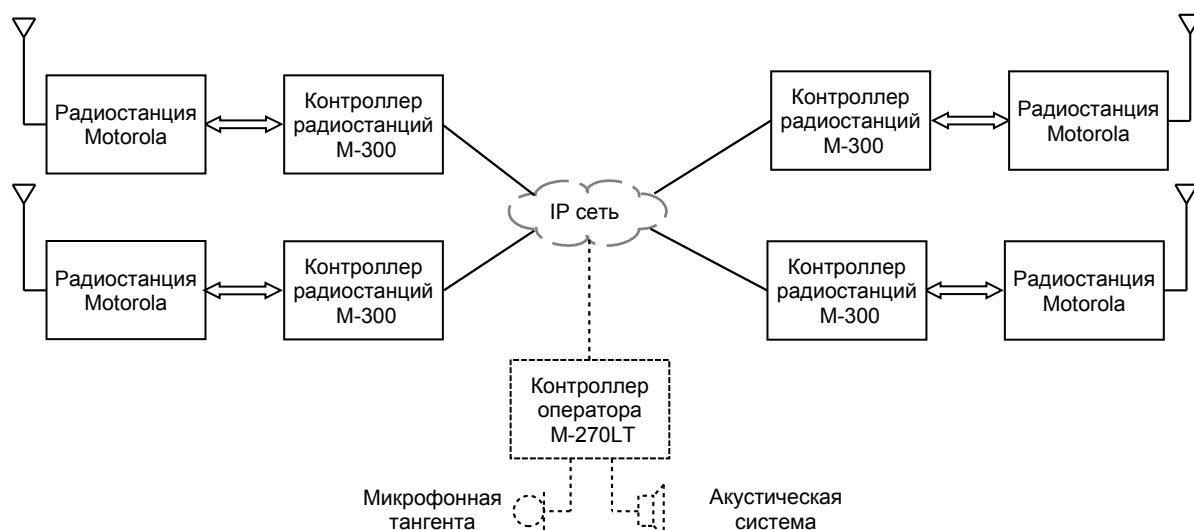 Радиостанция
Motorola
Контроллер
радиостанций
М-300
Контроллер
радиостанций
М-300
Радиостанция
Motorola
IP сеть
Радиостанция
Motorola
Контроллер
радиостанций
М-300
Контроллер
радиостанций
М-300
Радиостанция
Motorola
Контроллер
оператора
М-270LT
Микрофонная
тангента
Акустическая
система